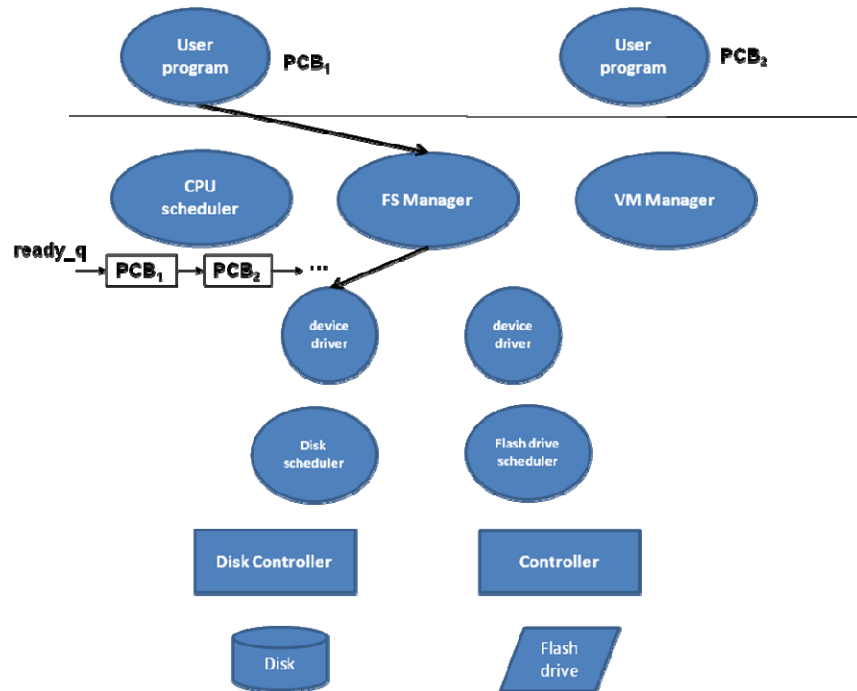 User
program
PCB₁
User
program
PCB₂
CPU
scheduler
FS Manager
VM Manager
ready_q
PCB₁
PCB₂
...
device
driver
device
driver
Disk
scheduler
Flash drive
scheduler
Disk Controller
Controller
Disk
Flash
drive